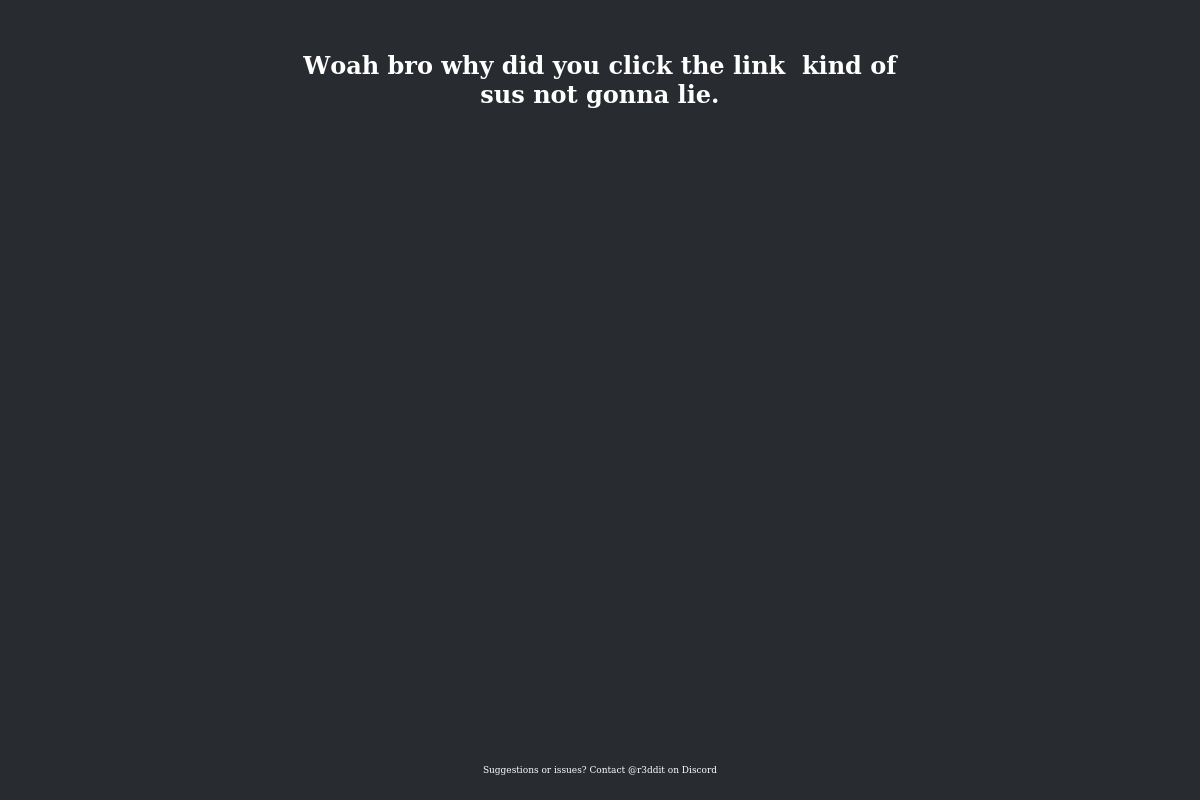 Woah bro why did you click the link  kind of
sus not gonna lie.
Suggestions or issues? Contact @r3ddit on Discord